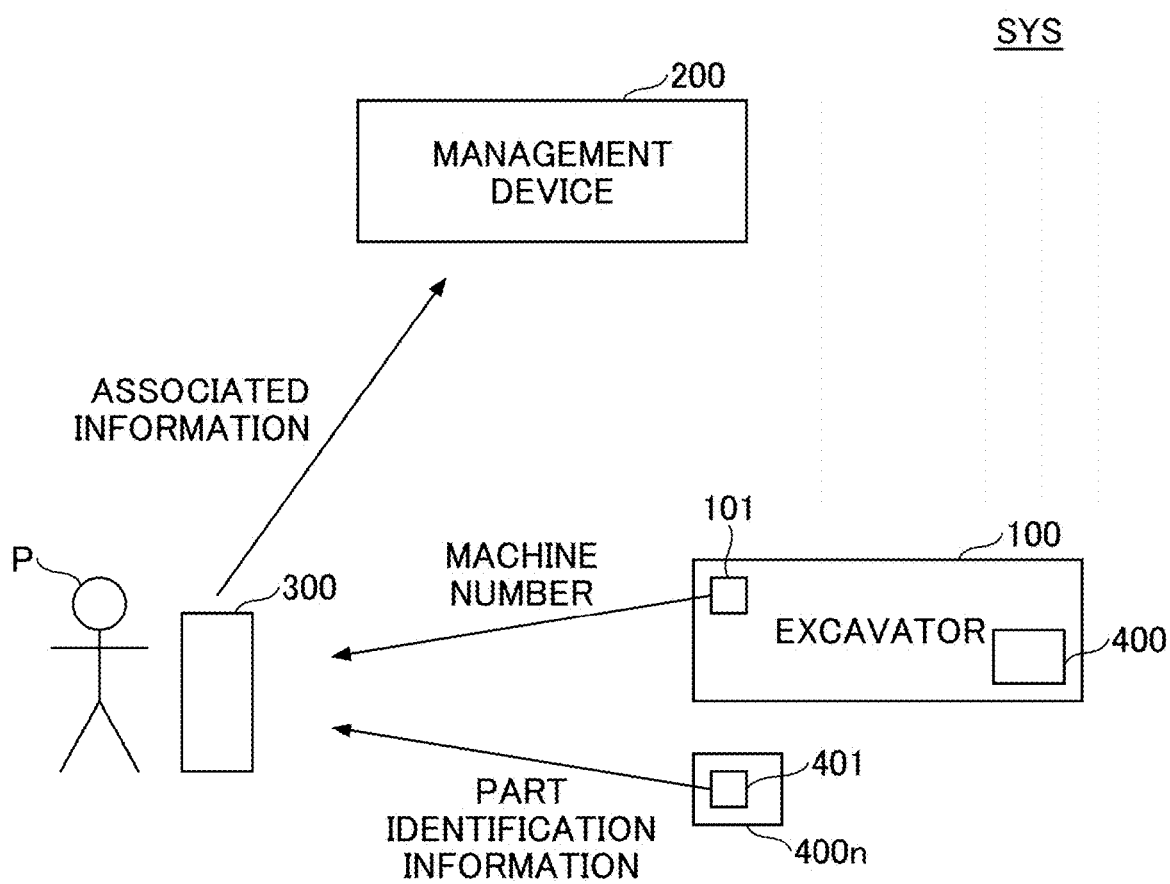 SYS
200
MANAGEMENT
DEVICE
ASSOCIATED
INFORMATION
P
300
MACHINE
NUMBER
101
100
EXCAVATOR
400
401
PART
IDENTIFICATION
INFORMATION
400n